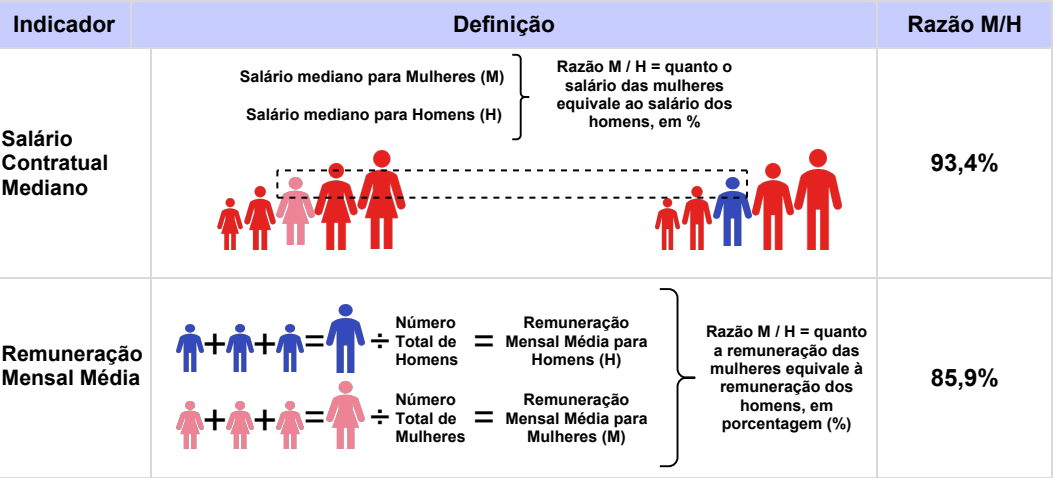 Indicador
Definição
Razão M/H
Salário
Contratual
Mediano
Salário mediano para Mulheres (M)
Salário mediano para Homens (H)
Razão M / H = quanto o
salário das mulheres
equivale ao salário dos
homens, em %
93,4%
Remuneração
Mensal Média
+
+
=
÷
Número
Total de
Homens
=
Remuneração
Mensal Média para
Homens (H)
+
+
=
÷
Número
Total de
Mulheres
=
Remuneração
Mensal Média para
Mulheres (M)
Razão M / H = quanto
a remuneração das
mulheres equivale à
remuneração dos
homens, em
porcentagem (%)
85,9%